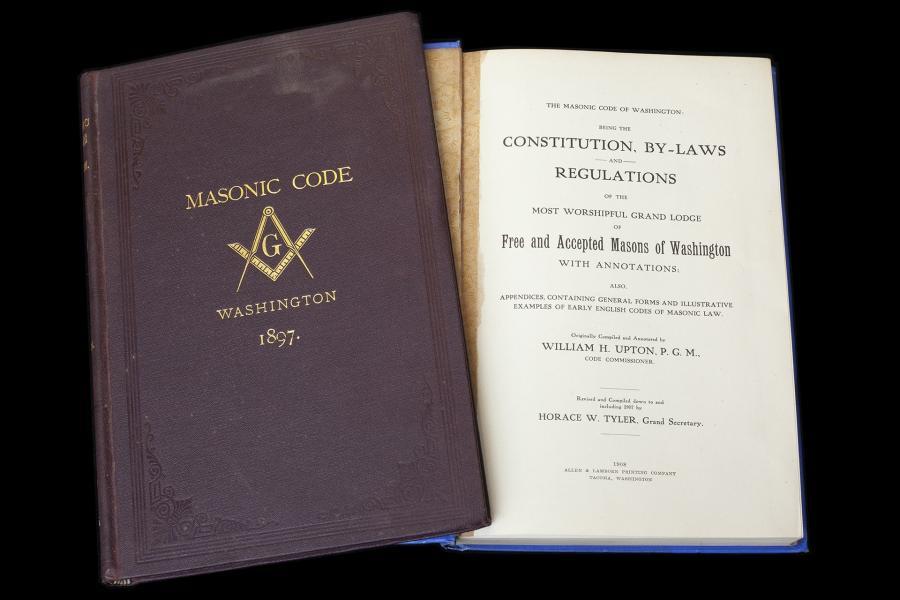 MASONIC CODE
G
WASHINGTON
1897.
THE MASONIC CODE OF WASHINGTON:
BEING THE
CONSTITUTION, BY-LAWS
AND
REGULATIONS
OF THE
MOST WORSHIPFUL GRAND LODGE
OF
Free and Accepted Masons of Washington
WITH ANNOTATIONS;
ALSO,
APPENDICES, CONTAINING GENERAL FORMS AND ILLUSTRATIVE
EXAMPLES OF EARLY ENGLISH CODES OF MASONIC LAW.
Originally Compiled and Annotated by
WILLIAM H. UPTON, P. G. M.,
CODE COMMISSIONER.
Revised and Compiled down to and
including 1907 by
HORACE W. TYLER, Grand Secretary.
1908
ALLEN & LAMBORN PRINTING COMPANY
TACOMA, WASHINGTON